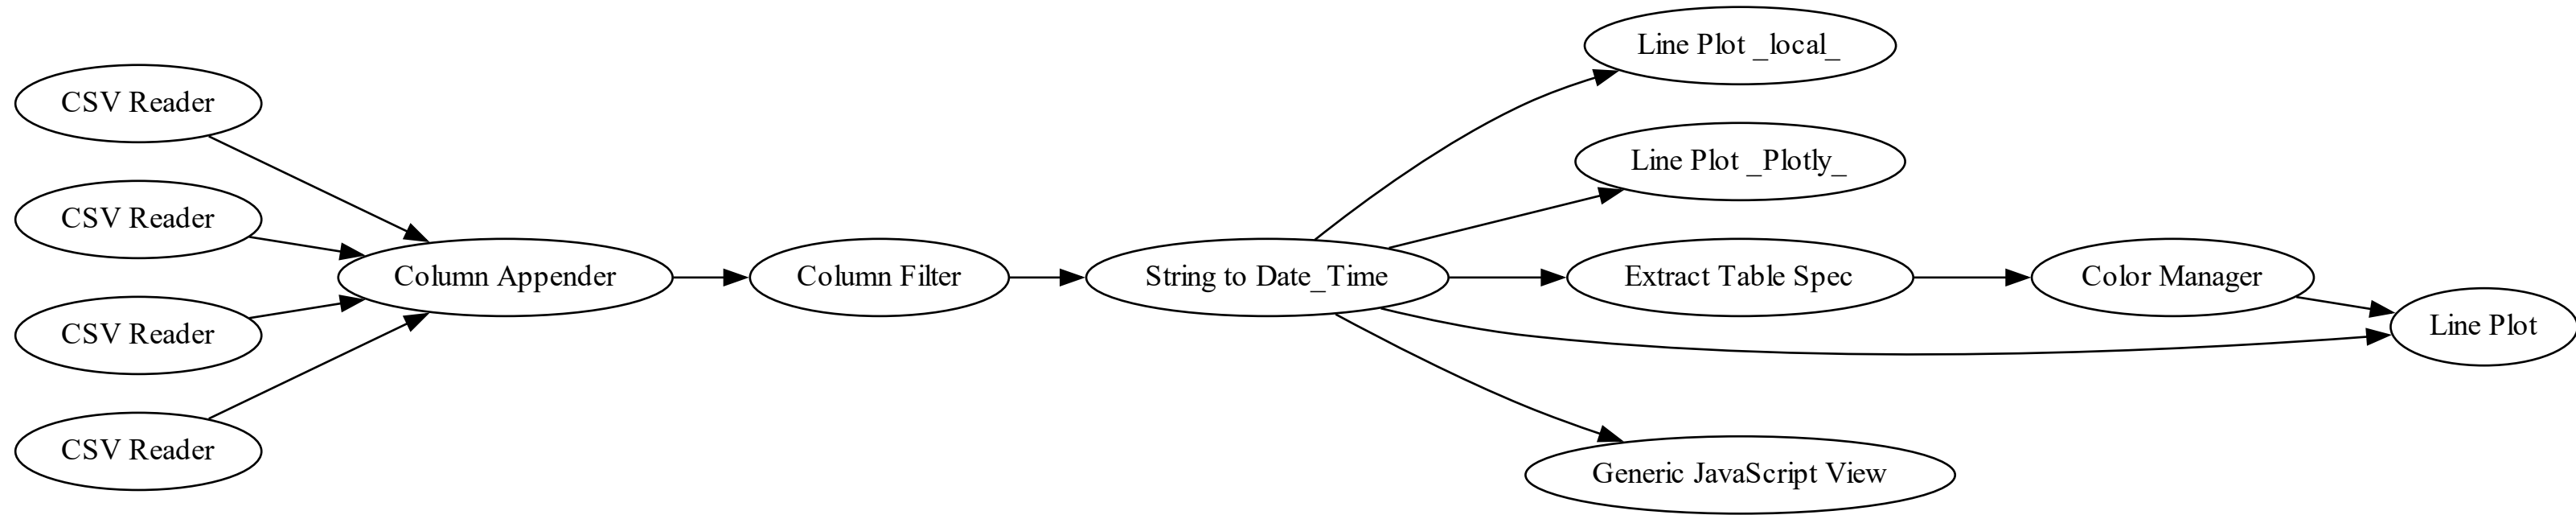 CSV Reader
CSV Reader
CSV Reader
CSV Reader
Column Appender
Column Filter
String to Date_Time
Line Plot _local_
Line Plot _Plotly_
Extract Table Spec
Generic JavaScript View
Color Manager
Line Plot